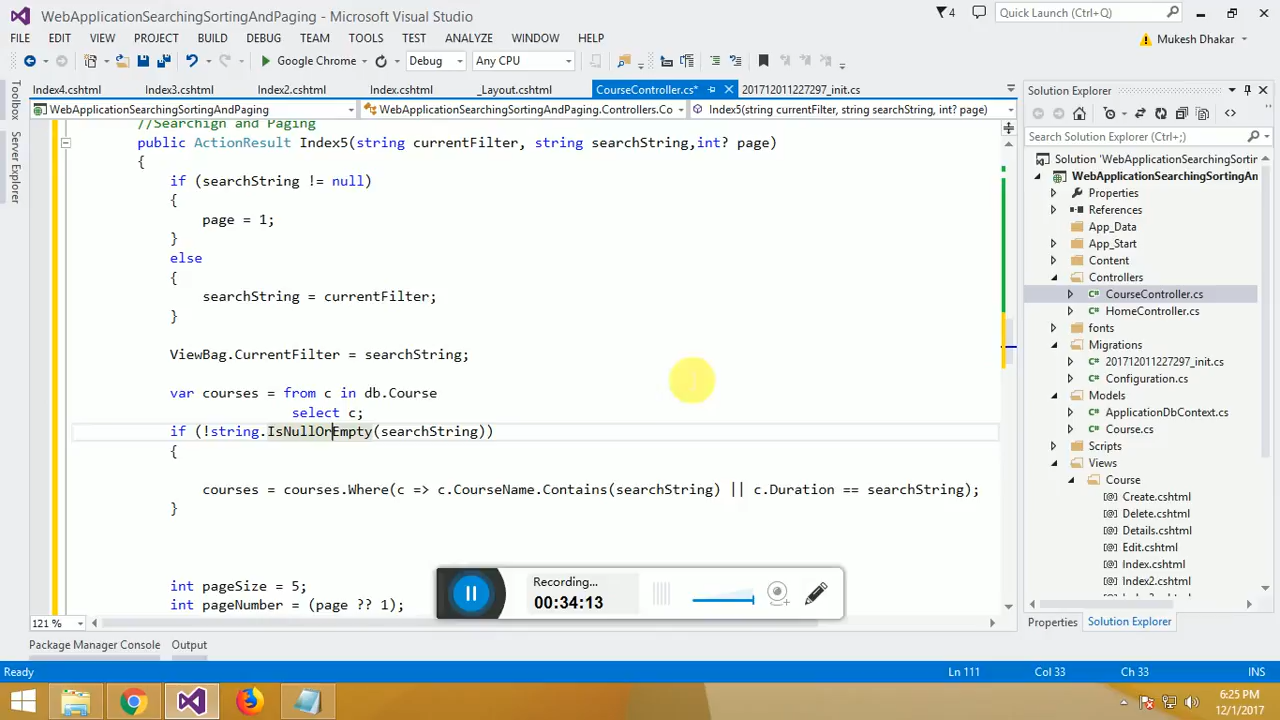 WebApplicationSearchingSortingAndPaging - Microsoft Visual Studio
4
Quick Launch (Ctrl+Q)
FILE EDIT VIEW PROJECT BUILD DEBUG TEAM TOOLS TEST ANALYZE WINDOW HELP
Mukesh Dhakar
Google Chrome Debug Any CPU
Toolbox
Server Explorer
Index4.cshtml Index3.cshtml Index2.cshtml Index.cshtml _Layout.cshtml CourseController.cs* 201712011227297_init.cs
WebApplicationSearchingSortingAndPaging WebApplicationSearchingSortingAndPaging.Controllers.Co Index5(string currentFilter, string searchString, int? page)
//Searchign and Paging
public ActionResult Index5(string currentFilter, string searchString,int? page)
{
if (searchString != null)
{
page = 1;
}
else
{
searchString = currentFilter;
}
ViewBag.CurrentFilter = searchString;
var courses = from c in db.Course
select c;
if (!string.IsNullOrEmpty(searchString))
{
courses = courses.Where(c => c.CourseName.Contains(searchString) || c.Duration == searchString);
}
int pageSize = 5;
int pageNumber = (page ?? 1);
121 %
Recording...
00:34:13
Solution Explorer
Search Solution Explorer (Ctrl+;)
Solution 'WebApplicationSearchingSortin
WebApplicationSearchingSortingAn
Properties
References
App_Data
App_Start
Content
Controllers
CourseController.cs
HomeController.cs
fonts
Migrations
201712011227297_init.cs
Configuration.cs
Models
ApplicationDbContext.cs
Course.cs
Scripts
Views
Course
Create.cshtml
Delete.cshtml
Details.cshtml
Edit.cshtml
Index.cshtml
Index2.cshtml
Properties Solution Explorer
Package Manager Console Output
Ready Ln 111 Col 33 Ch 33 INS
6:25 PM
12/1/2017